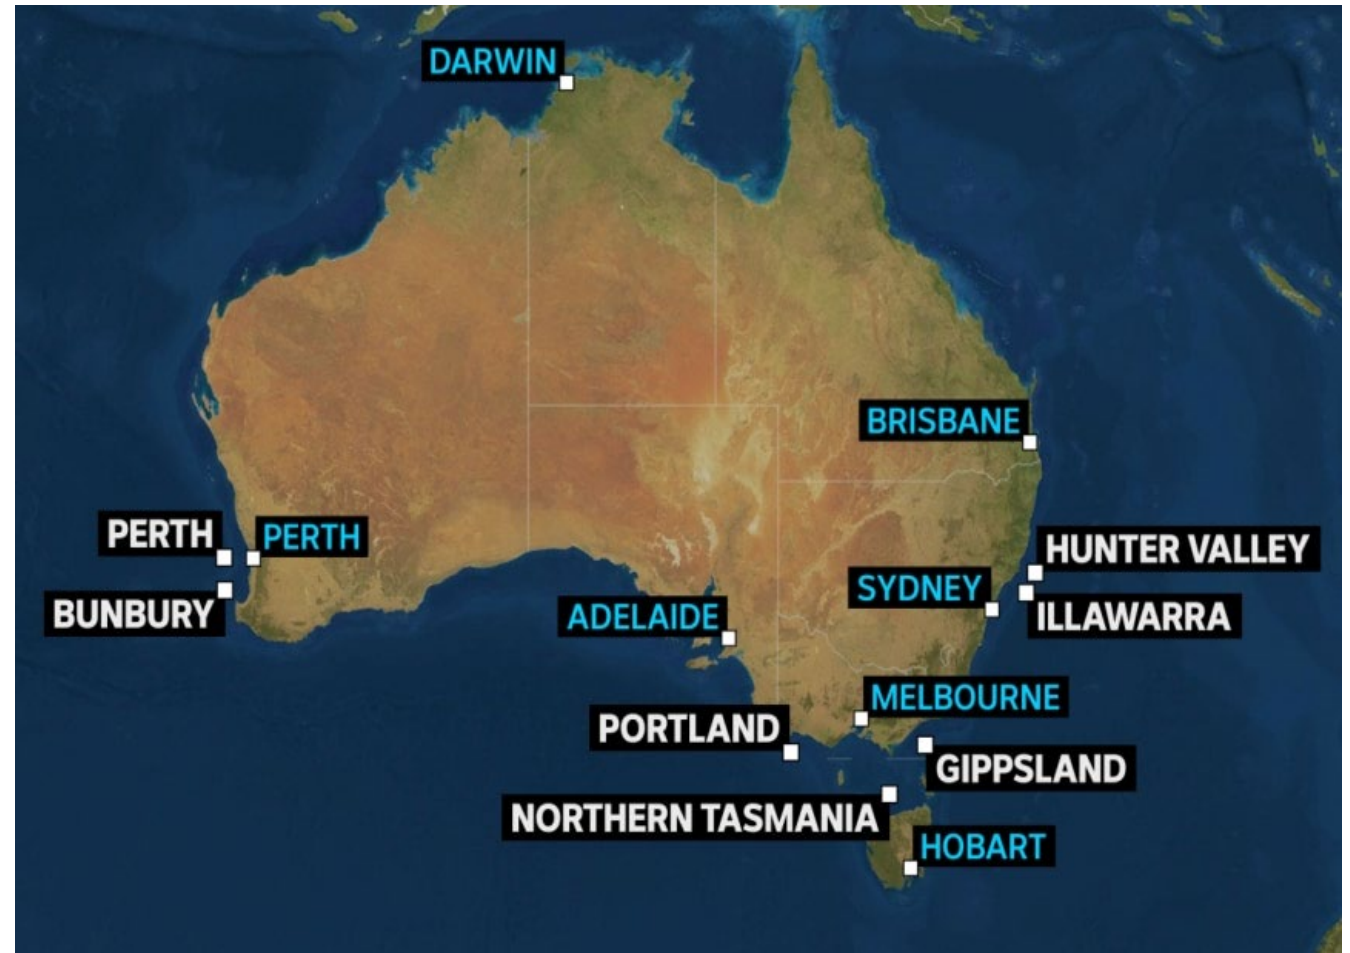 DARWIN
BRISBANE
PERTH
PERTH
HUNTER VALLEY
BUNBURY
SYDNEY
ILLAWARRA
ADELAIDE
MELBOURNE
PORTLAND
GIPPSLAND
NORTHERN TASMANIA
HOBART